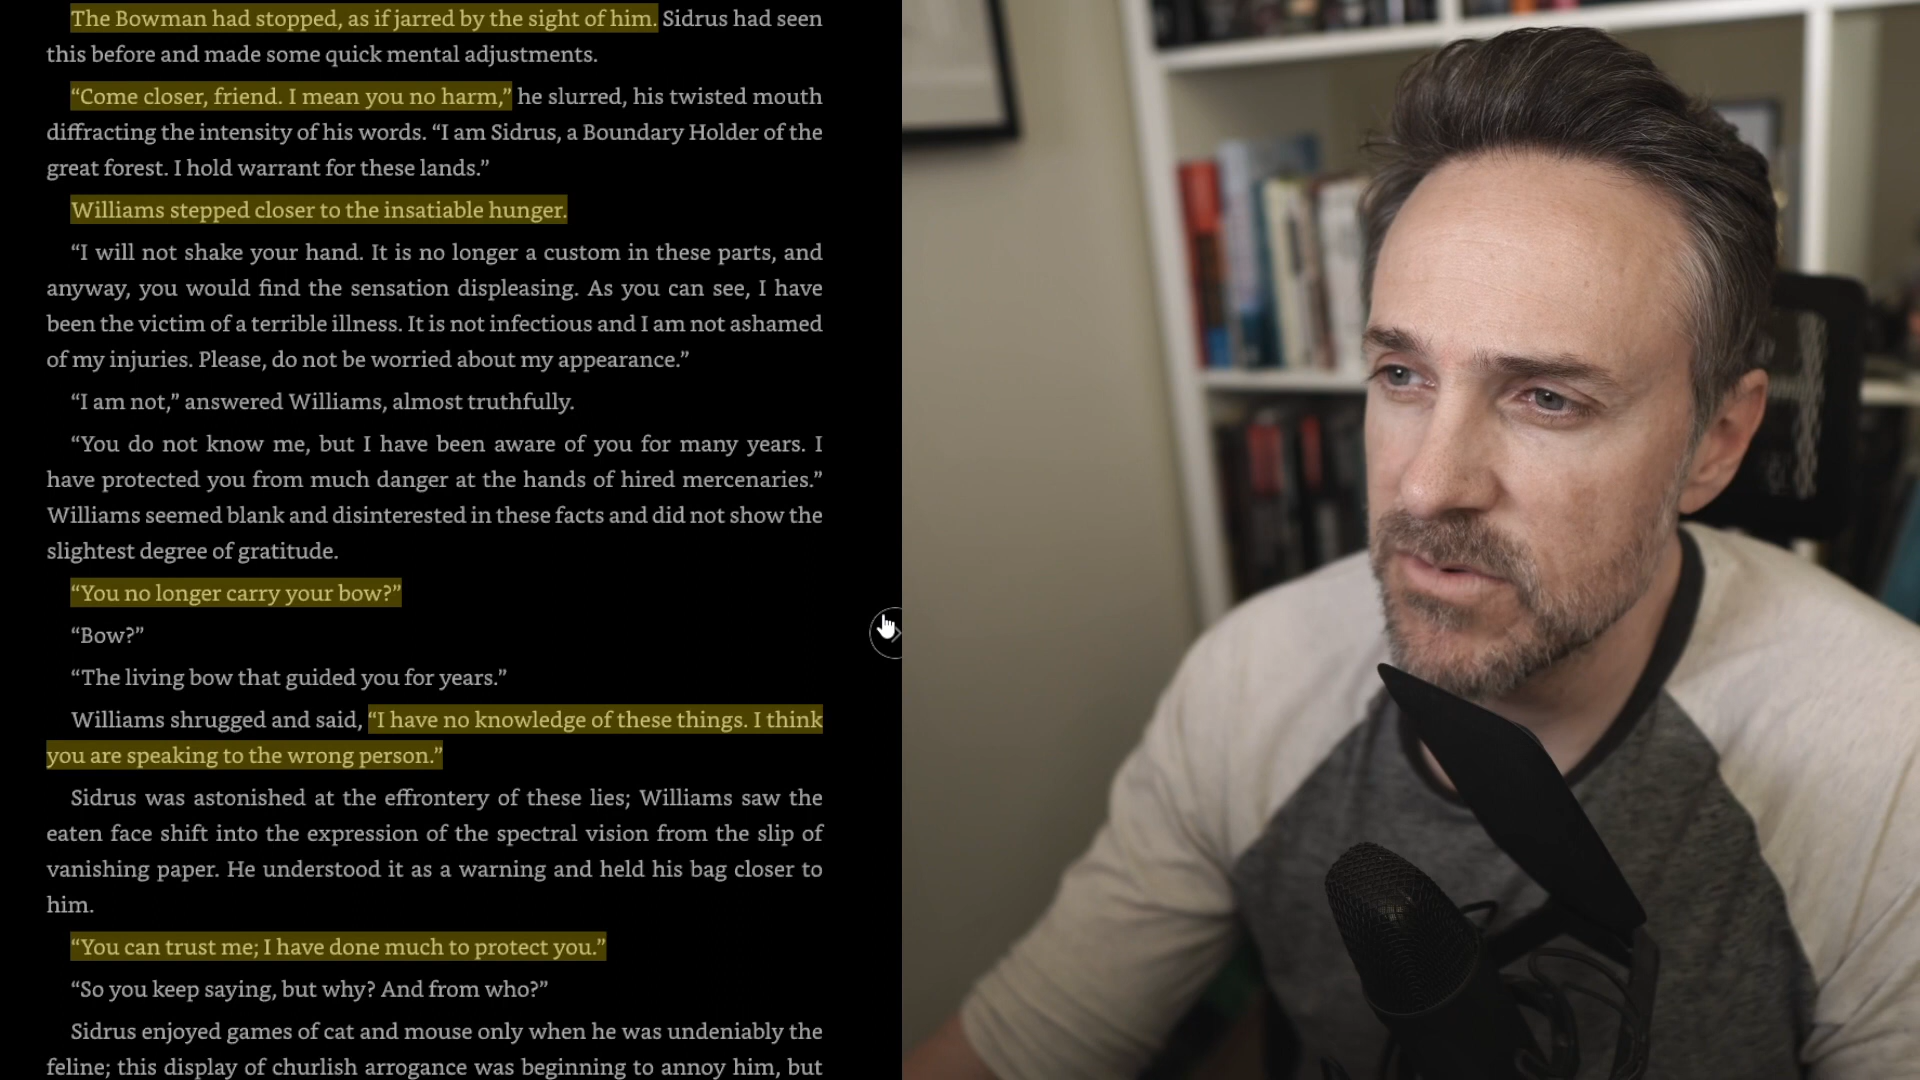 The Bowman had stopped, as if jarred by the sight of him. Sidrus had seen
this before and made some quick mental adjustments.
“Come closer, friend. I mean you no harm,” he slurred, his twisted mouth
diffracting the intensity of his words. “I am Sidrus, a Boundary Holder of the
great forest. I hold warrant for these lands.”
Williams stepped closer to the insatiable hunger.
“I will not shake your hand. It is no longer a custom in these parts, and
anyway, you would find the sensation displeasing. As you can see, I have
been the victim of a terrible illness. It is not infectious and I am not ashamed
of my injuries. Please, do not be worried about my appearance.”
“I am not,” answered Williams, almost truthfully.
“You do not know me, but I have been aware of you for many years. I
have protected you from much danger at the hands of hired mercenaries.”
Williams seemed blank and disinterested in these facts and did not show the
slightest degree of gratitude.
“You no longer carry your bow?”
“Bow?”
“The living bow that guided you for years.”
Williams shrugged and said, “I have no knowledge of these things. I think
you are speaking to the wrong person.”
Sidrus was astonished at the effrontery of these lies; Williams saw the
eaten face shift into the expression of the spectral vision from the slip of
vanishing paper. He understood it as a warning and held his bag closer to
him.
“You can trust me; I have done much to protect you.”
“So you keep saying, but why? And from who?”
Sidrus enjoyed games of cat and mouse only when he was undeniably the
feline; this display of churlish arrogance was beginning to annoy him, but